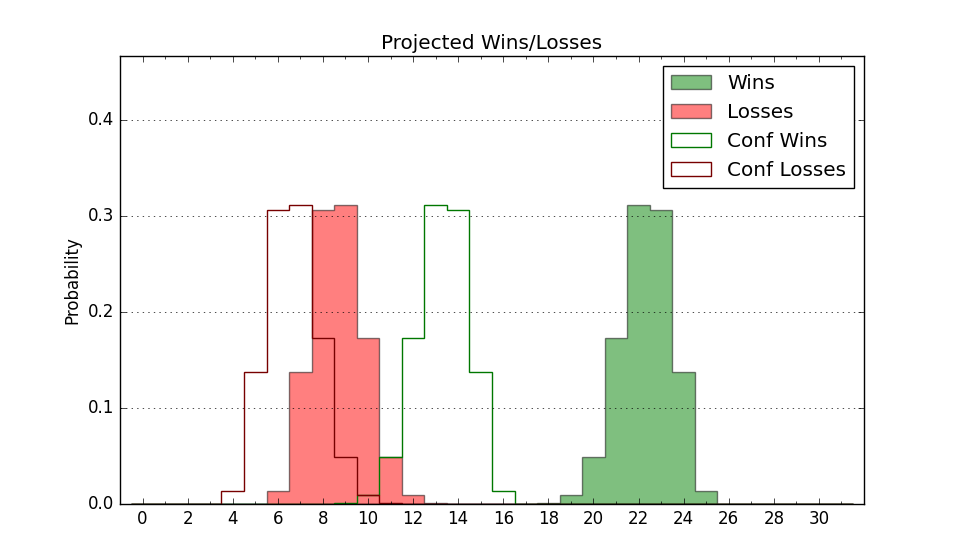 Projected Wins/Losses
Wins
Losses
Conf Wins
Conf Losses
Probability
0.4
0.3
0.2
0.1
0.0
0 2 4 6 8 10 12 14 16 18 20 22 24 26 28 30